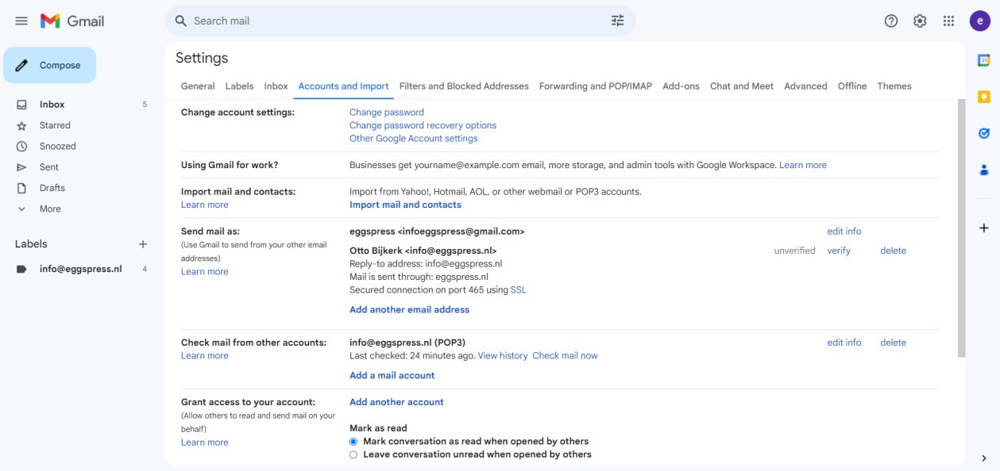 Gmail
Search mail
e
Compose
Inbox 5
Starred
Snoozed
Sent
Drafts
More
Labels
info@eggspress.nl 4
Settings
General Labels Inbox Accounts and Import Filters and Blocked Addresses Forwarding and POP/IMAP Add-ons Chat and Meet Advanced Offline Themes
Change account settings:
Change password
Change password recovery options
Other Google Account settings
Using Gmail for work?
Businesses get yourname@example.com email, more storage, and admin tools with Google Workspace. Learn more
Import mail and contacts:
Learn more
Import from Yahoo!, Hotmail, AOL, or other webmail or POP3 accounts.
Import mail and contacts
Send mail as:
(Use Gmail to send from your other email
addresses)
Learn more
eggspress <infoeggspress@gmail.com> edit info
Otto Bijkerk <info@eggspress.nl> unverified verify delete
Reply-to address: info@eggspress.nl
Mail is sent through: eggspress.nl
Secured connection on port 465 using SSL
Add another email address
Check mail from other accounts:
Learn more
info@eggspress.nl (POP3) edit info delete
Last checked: 24 minutes ago. View history Check mail now
Add a mail account
Grant access to your account:
(Allow others to read and send mail on your
behalf)
Learn more
Add another account
Mark as read
Mark conversation as read when opened by others
Leave conversation unread when opened by others
31